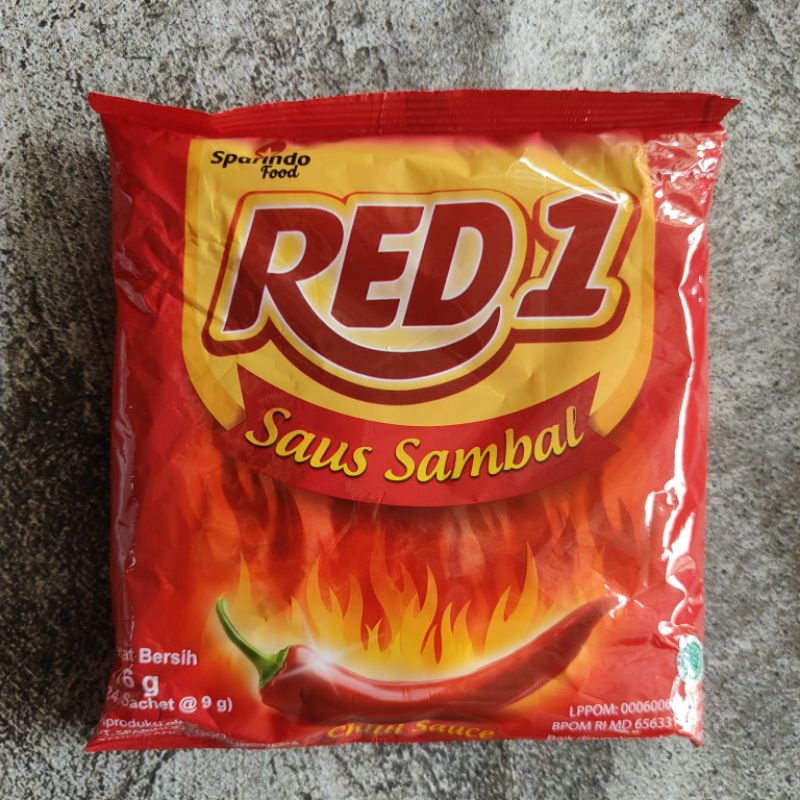 Sparindo
Food
RED 1
Saus Sambal
Bersih
6 g
Sachet @ 9 g)
Chili Sauce
LPPOM: 0006000
BPOM RI MD 65633